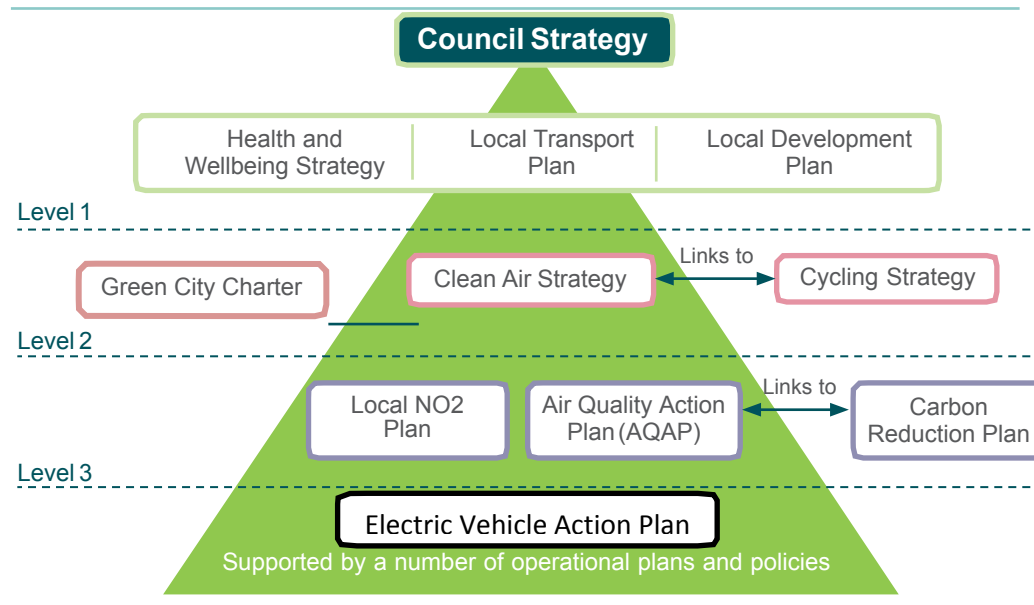 Council Strategy
Health and
Wellbeing Strategy
Local Transport
Plan
Local Development
Plan
Level 1
Green City Charter
Clean Air Strategy
Links to
Cycling Strategy
Level 2
Local NO2
Plan
Air Quality Action
Plan (AQAP)
Links to
Carbon
Reduction Plan
Level 3
Electric Vehicle Action Plan
Supported by a number of operational plans and policies